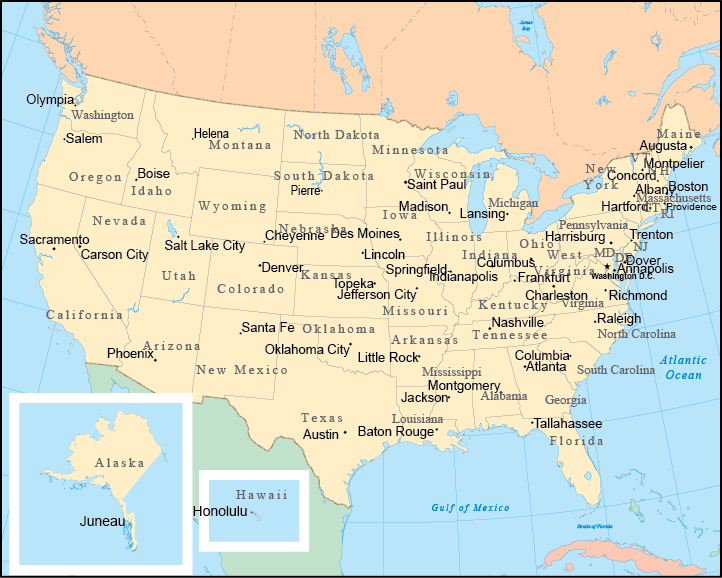 James
Bay
Olympia
Washington
Salem
Helena
Montana
North Dakota
Minnesota
Maine
Augusta
VT
Montpelier
NH
Oregon
Boise
Idaho
South Dakota
Pierre
Saint Paul
Wisconsin
Michigan
New
York
Concord
Albany
Boston
Massachusetts
Wyoming
Madison
Lansing
Hartford
CT
RI
Providence
Nevada
Iowa
Pennsylvania
Sacramento
Carson City
Salt Lake City
Cheyenne
Nebraska
Des Moines
Illinois
Indiana
Ohio
Harrisburg
Trenton
NJ
Denver
Lincoln
Springfield
Indianapolis
Columbus
West
Virginia
MD
DE
Dover
Annapolis
Washington D.C.
Utah
Colorado
Kansas
Topeka
Jefferson City
Frankfurt
Charleston
Virginia
Richmond
California
Missouri
Kentucky
Raleigh
Santa Fe
Oklahoma
Nashville
Tennessee
North Carolina
Phoenix
Arizona
Oklahoma City
Little Rock
Arkansas
Columbia
Atlanta
Atlantic
Ocean
New Mexico
Mississippi
Montgomery
Jackson
Alabama
Georgia
South Carolina
Texas
Austin
Louisiana
Baton Rouge
Tallahassee
Florida
Alaska
Juneau
Hawaii
Honolulu
Gulf of Mexico
Straits of Florida